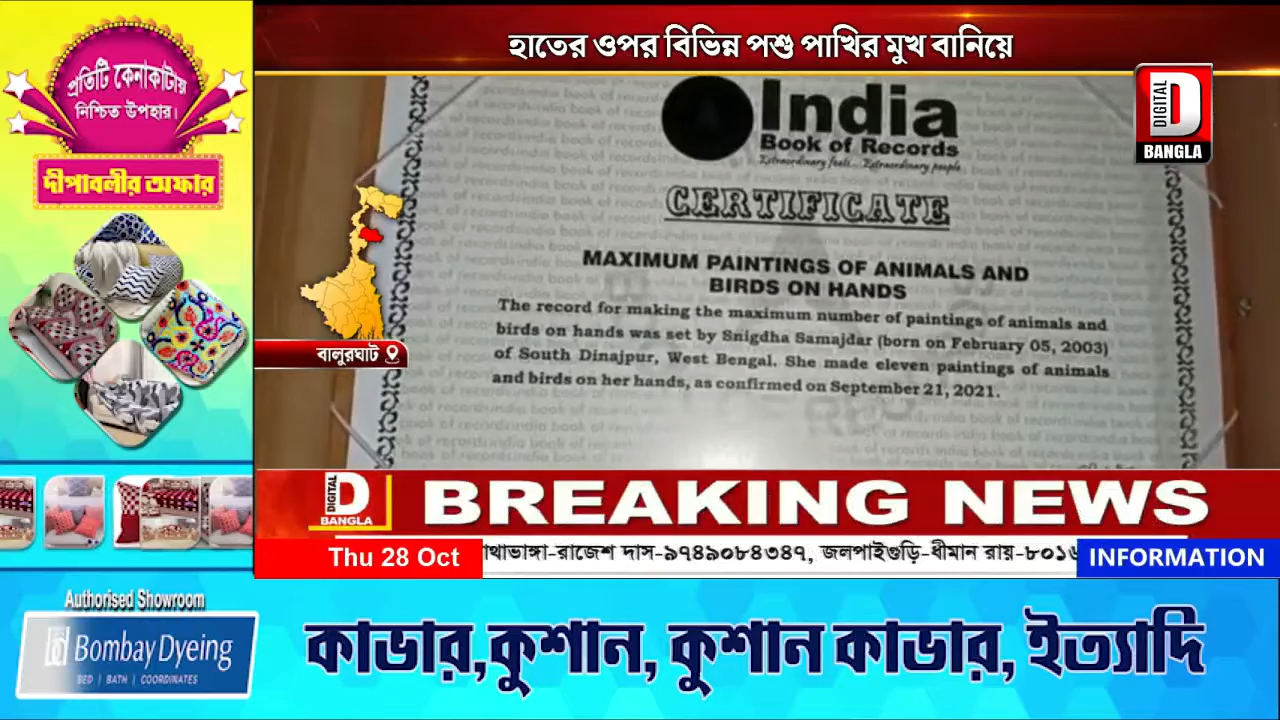 প্রতিটি কেনাকাটায়
নিশ্চিত উপহার।
দীপাবলীর অফার
হাতের ওপর বিভিন্ন পশু পাখির মুখ বানিয়ে
DIGITAL
BANGLA
India
Book of Records
Extraordinary feats... Extraordinary people
CERTIFICATE
MAXIMUM PAINTINGS OF ANIMALS AND
BIRDS ON HANDS
The record for making the maximum number of paintings of animals and
birds on hands was set by Snigdha Samajdar (born on February 05, 2003)
of South Dinajpur, West Bengal. She made eleven paintings of animals
and birds on her hands, as confirmed on September 21, 2021.
বালুরঘাট
DIGITAL
BANGLA
BREAKING NEWS
Thu 28 Oct
থাভাঙ্গা-রাজেশ দাস-৯৭৪৯০৮৪৩৪৭, জলপাইগুড়ি-ধীমান রায়-৮০১৬
INFORMATION
Authorised Showroom
Bombay Dyeing
BED | BATH | COORDINATES
কাভার,কুশান, কুশান কাভার, ইত্যাদি